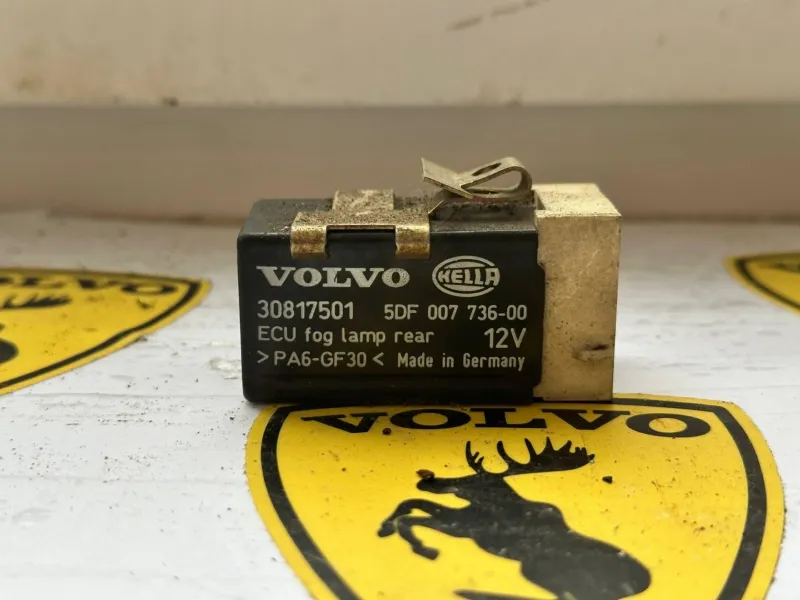 VOLVO HELLA
30817501 5DF 007 736-00
ECU fog lamp rear 12V
>PA6-GF30< Made in Germany
VOLVO